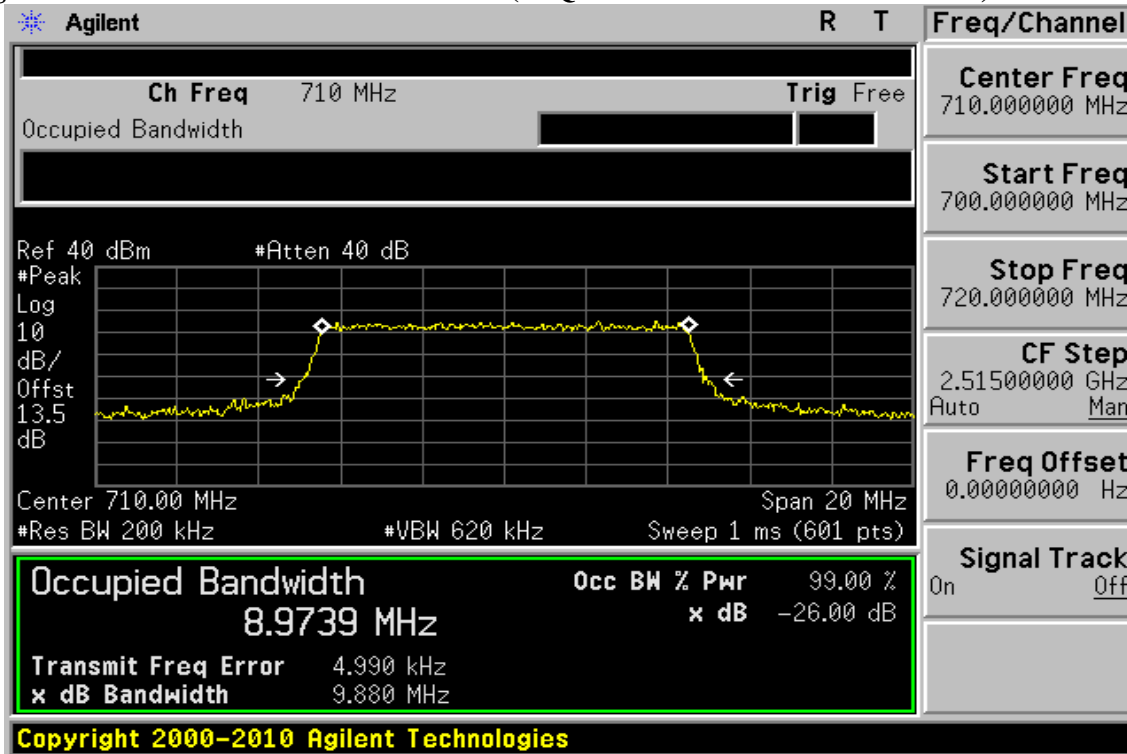 Agilent R T
Freq/Channel
Ch Freq 710 MHz Trig Free
Occupied Bandwidth
Center Freq
710.000000 MHz
Start Freq
700.000000 MHz
Stop Freq
720.000000 MHz
CF Step
2.51500000 GHz
Auto Man
Freq Offset
0.00000000 Hz
Signal Track
On Off
Ref 40 dBm #Atten 40 dB
#Peak
Log
10
dB/
Offst
13.5
dB
Center 710.00 MHz Span 20 MHz
#Res BW 200 kHz #VBW 620 kHz Sweep 1 ms (601 pts)
Occupied Bandwidth Occ BW % Pwr 99.00 %
8.9739 MHz x dB -26.00 dB
Transmit Freq Error 4.990 kHz
x dB Bandwidth 9.880 MHz
Copyright 2000-2010 Agilent Technologies